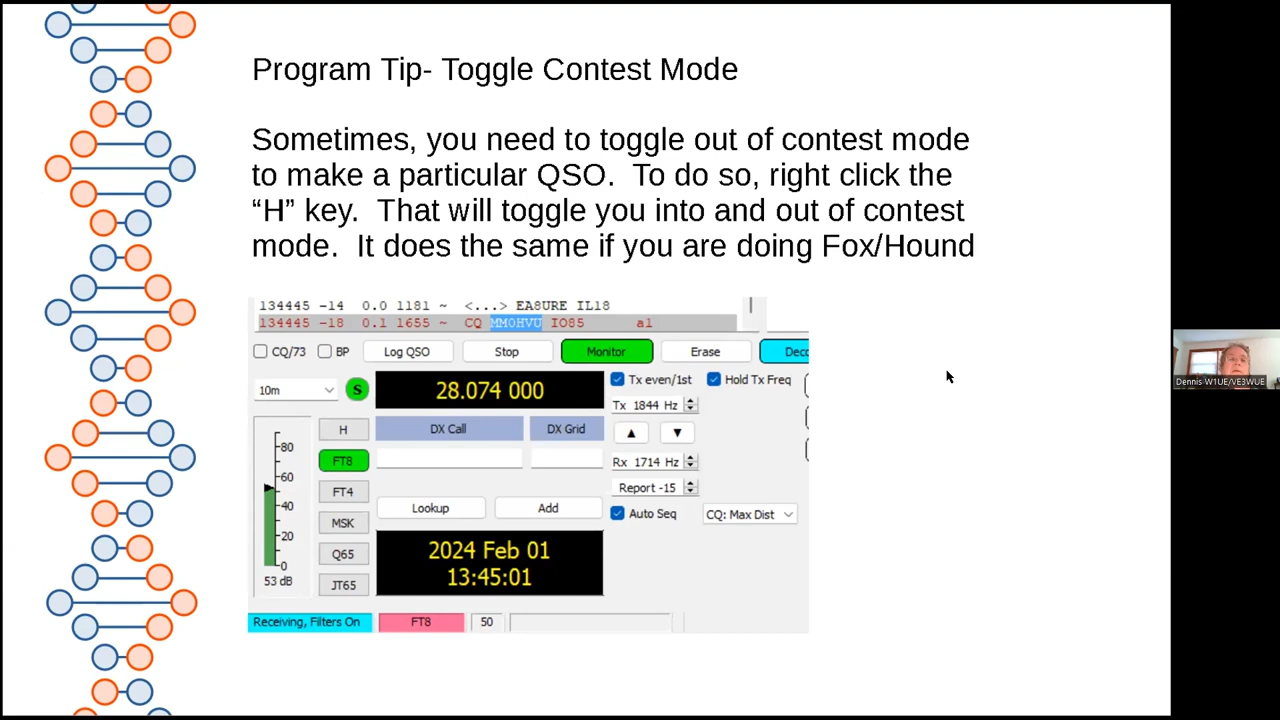 Program Tip- Toggle Contest Mode
Sometimes, you need to toggle out of contest mode
to make a particular QSO.  To do so, right click the
“H” key.  That will toggle you into and out of contest
mode.  It does the same if you are doing Fox/Hound
134445 -14  0.0 1181 ~  <...> EA8URE IL18
134445 -18  0.1 1655 ~  CQ MM0HVU IO85  a1
CQ/73 BP Log QSO Stop Monitor Erase
10m S 28.074 000 Tx even/1st Hold Tx Freq
Tx 1844 Hz
H DX Call DX Grid ▲ ▼
FT8 Rx 1714 Hz
80
60
40
20
0
FT4 Report -15
Lookup Add Auto Seq CQ: Max Dist
MSK
Q65 2024 Feb 01
JT65 13:45:01
53 dB
Receiving, Filters On FT8 50
Dennis W1UE/VE3WUE